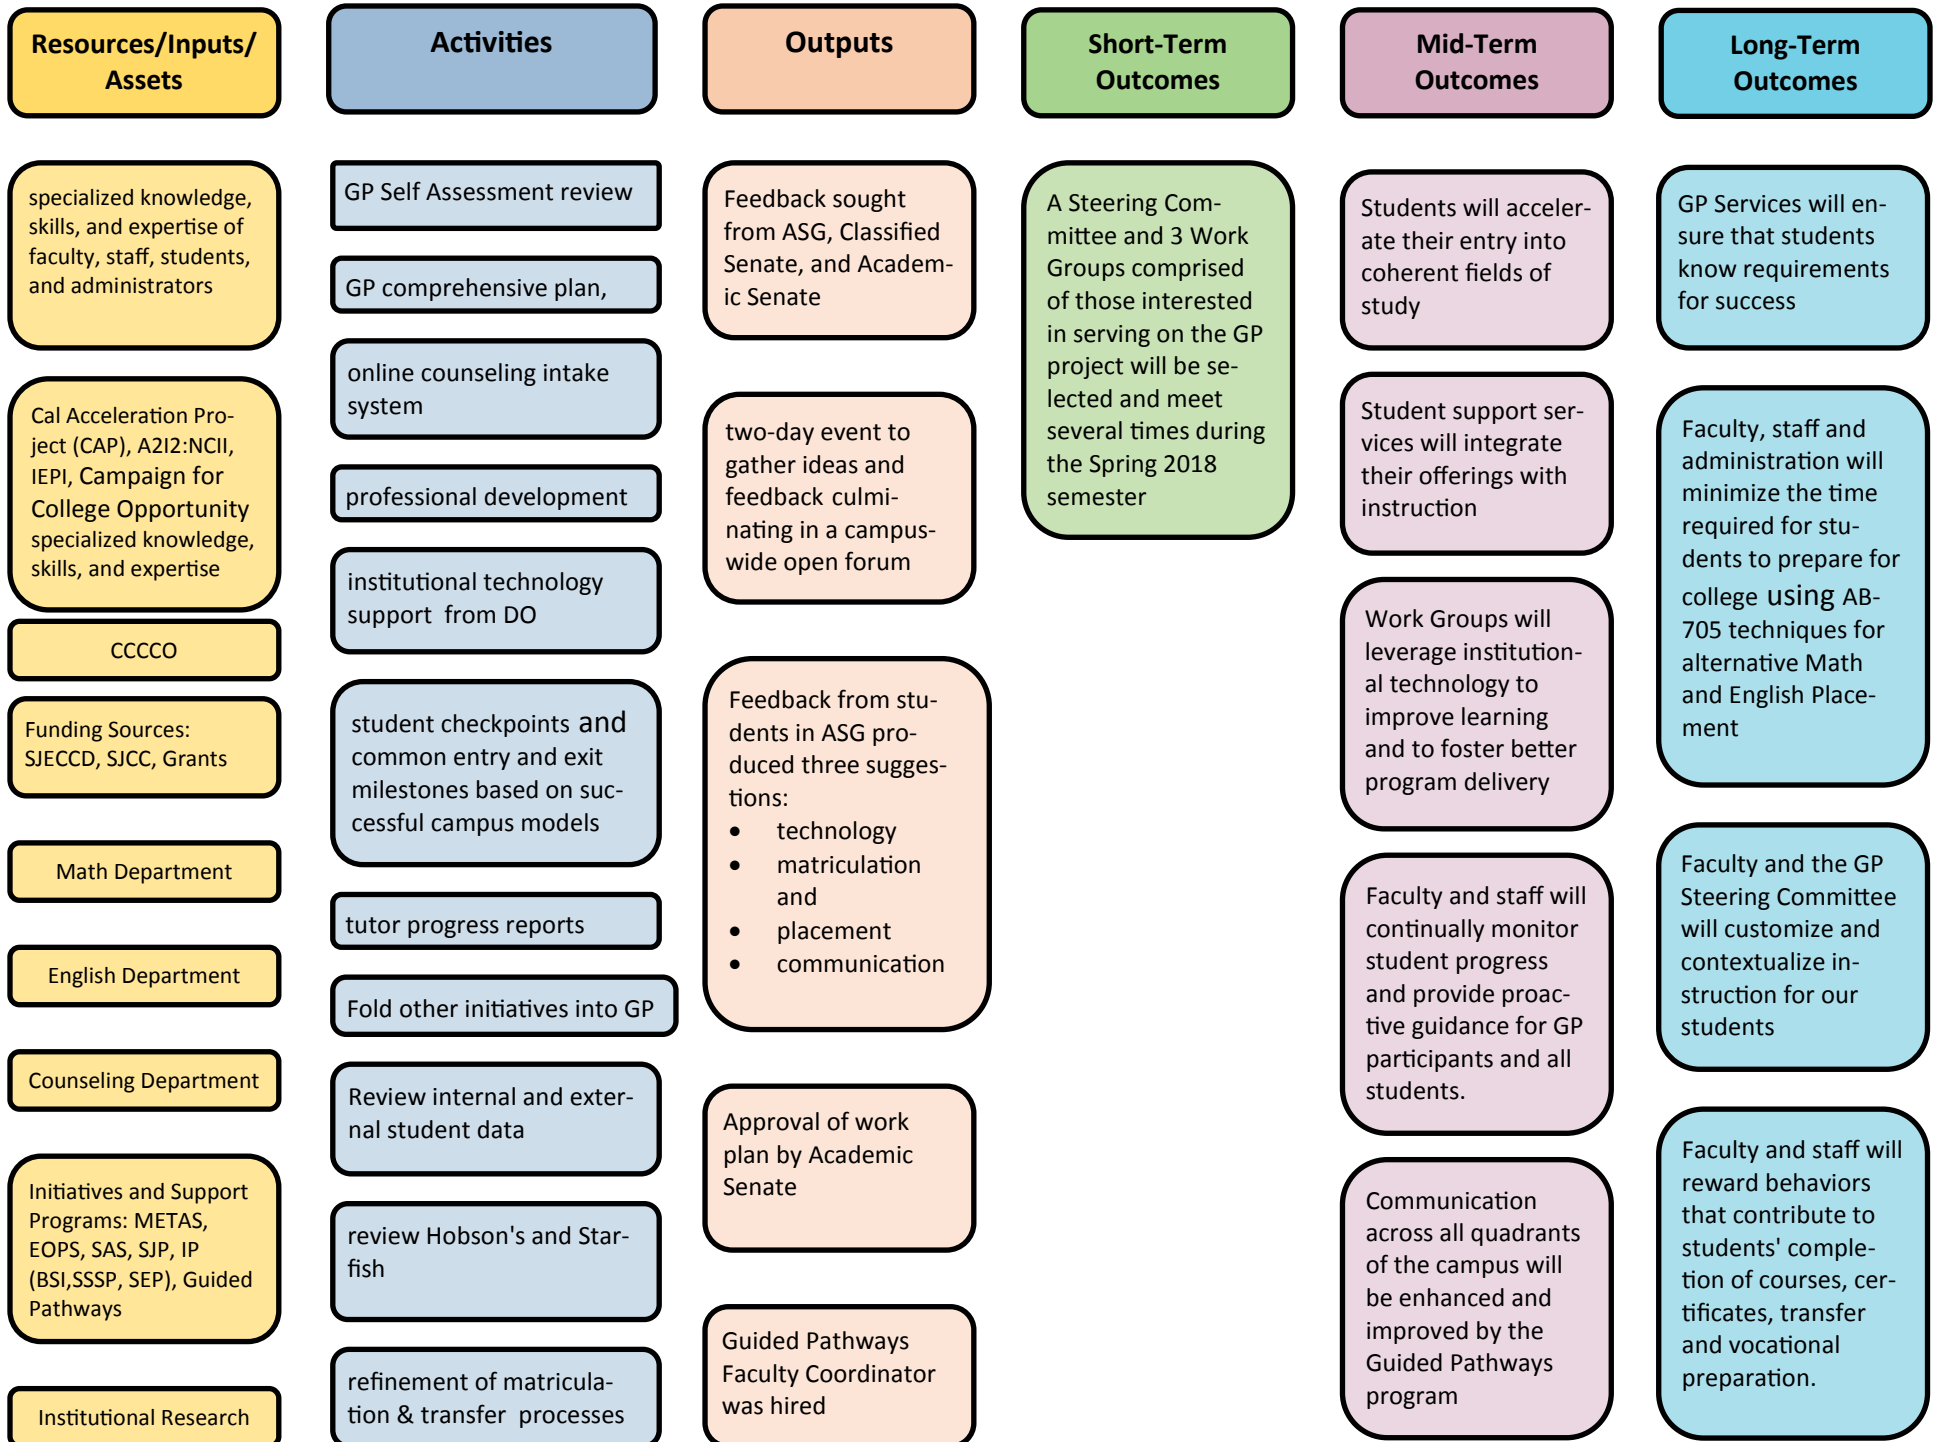 Resources/Inputs/
Assets
specialized knowledge,
skills, and expertise of
faculty, staff, students,
and administrators
Cal Acceleration Pro-
ject (CAP), A2I2:NCII,
IEPI, Campaign for
College Opportunity
specialized knowledge,
skills, and expertise
CCCCO
Funding Sources:
SJECCD, SJCC, Grants
Math Department
English Department
Counseling Department
Initiatives and Support
Programs: METAS,
EOPS, SAS, SJP, IP
(BSI,SSSP, SEP), Guided
Pathways
Institutional Research
Activities
GP Self Assessment review
GP comprehensive plan,
online counseling intake
system
professional development
institutional technology
support from DO
student checkpoints and
common entry and exit
milestones based on suc-
cessful campus models
tutor progress reports
Fold other initiatives into GP
Review internal and exter-
nal student data
review Hobson's and Star-
fish
refinement of matricula-
tion & transfer processes
Outputs
Feedback sought
from ASG, Classified
Senate, and Academ-
ic Senate
two-day event to
gather ideas and
feedback culmi-
nating in a campus-
wide open forum
Feedback from stu-
dents in ASG pro-
duced three sugges-
tions:
• technology
• matriculation
and
• placement
• communication
Approval of work
plan by Academic
Senate
Guided Pathways
Faculty Coordinator
was hired
Short-Term
Outcomes
A Steering Com-
mittee and 3 Work
Groups comprised
of those interested
in serving on the GP
project will be se-
lected and meet
several times during
the Spring 2018
semester
Mid-Term
Outcomes
Students will acceler-
ate their entry into
coherent fields of
study
Student support ser-
vices will integrate
their offerings with
instruction
Work Groups will
leverage institution-
al technology to
improve learning
and to foster better
program delivery
Faculty and staff will
continually monitor
student progress
and provide proac-
tive guidance for GP
participants and all
students.
Communication
across all quadrants
of the campus will
be enhanced and
improved by the
Guided Pathways
program
Long-Term
Outcomes
GP Services will en-
sure that students
know requirements
for success
Faculty, staff and
administration will
minimize the time
required for stu-
dents to prepare for
college using AB-
705 techniques for
alternative Math
and English Place-
ment
Faculty and the GP
Steering Committee
will customize and
contextualize in-
struction for our
students
Faculty and staff will
reward behaviors
that contribute to
students' comple-
tion of courses, cer-
tificates, transfer
and vocational
preparation.